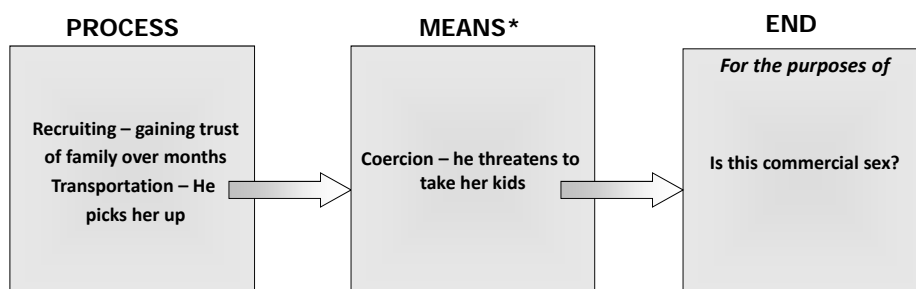 PROCESS
Recruiting – gaining trust
of family over months
Transportation – He
picks her up
MEANS*
Coercion – he threatens to
take her kids
END
For the purposes of
Is this commercial sex?